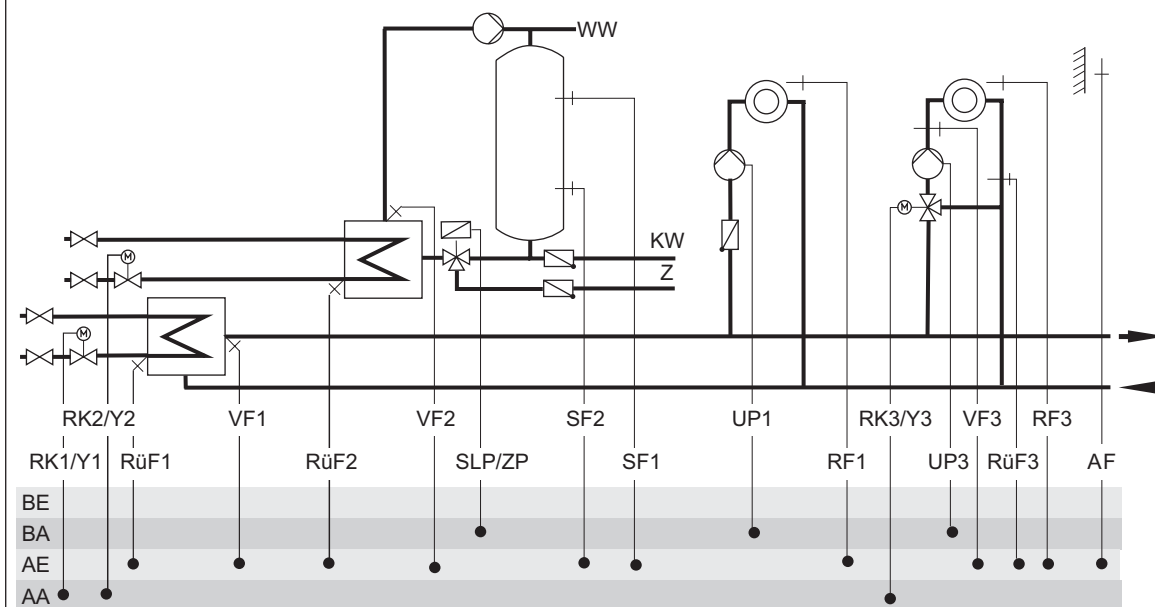 WW
KW
Z
M
M
M
RK2/Y2 VF1 VF2 SF2 UP1 RK3/Y3 VF3 RF3
RK1/Y1 RüF1 RüF2 SLP/ZP SF1 RF1 UP3 RüF3 AF
BE
BA
AE
AA